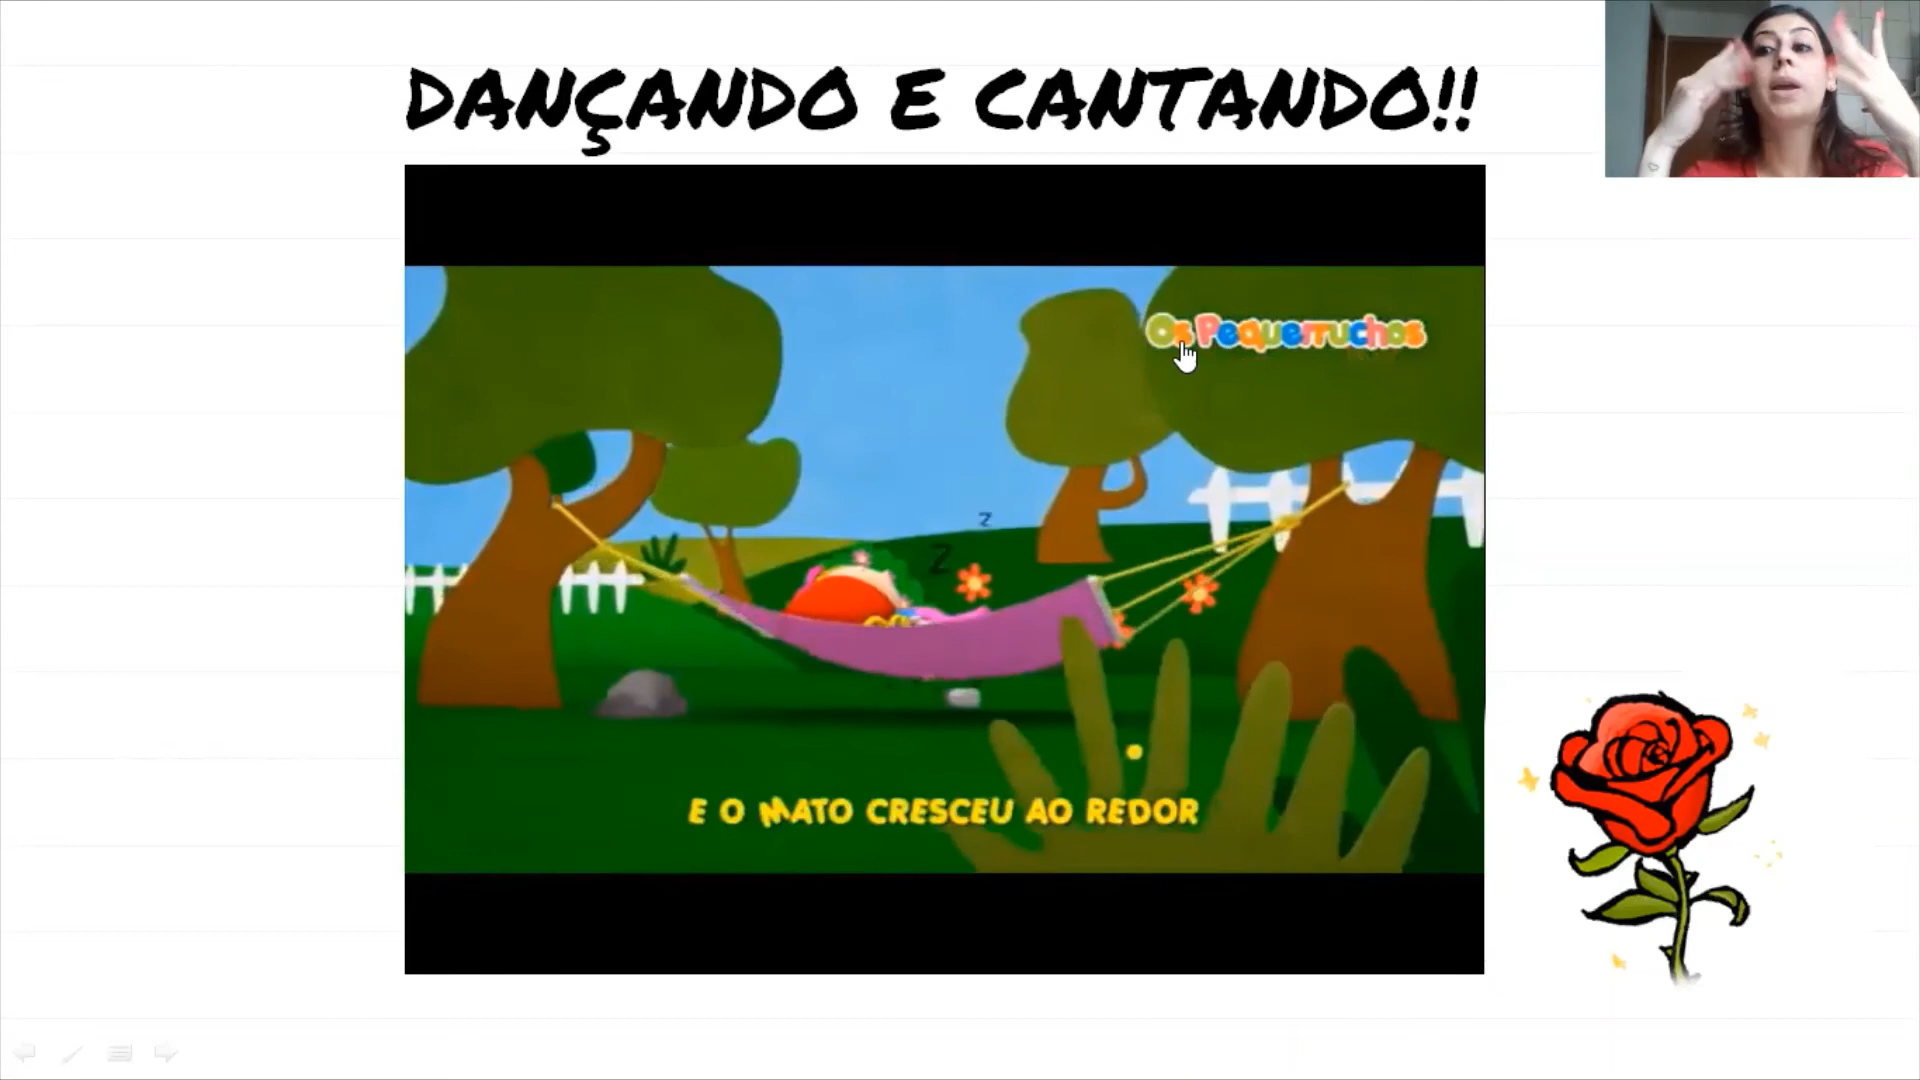 DANÇANDO E CANTANDO!!
Os Pequerruchos
z
Z
E O MATO CRESCEU AO REDOR